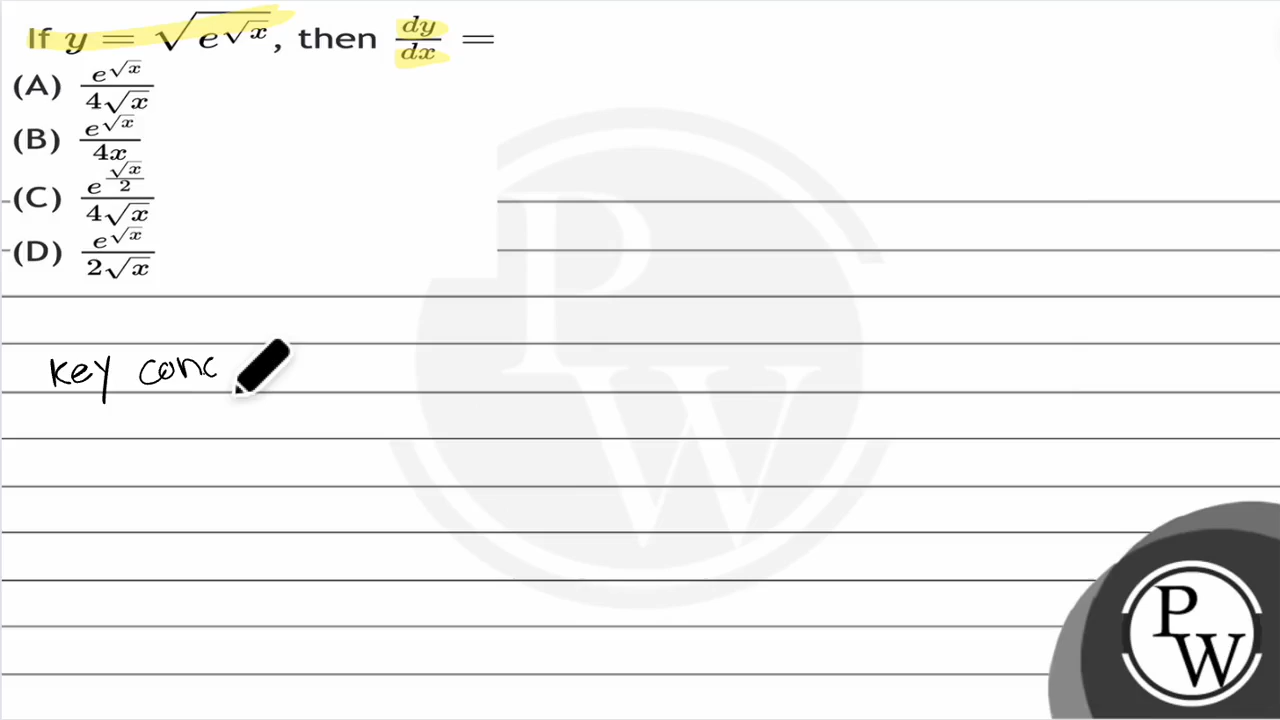 If y = √(e^√x), then dy/dx =
(A) e^√x / 4√x
(B) e^√x / 4x
(C) e^(√x/2) / 4√x
(D) e^√x / 2√x
key conc
P
W
P
W